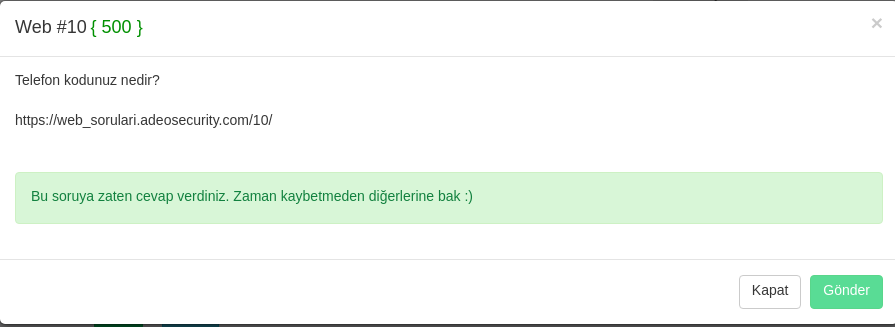 Web #10 { 500 }
×
Telefon kodunuz nedir?
https://web_sorulari.adeosecurity.com/10/
Bu soruya zaten cevap verdiniz. Zaman kaybetmeden diğerlerine bak :)
Kapat Gönder